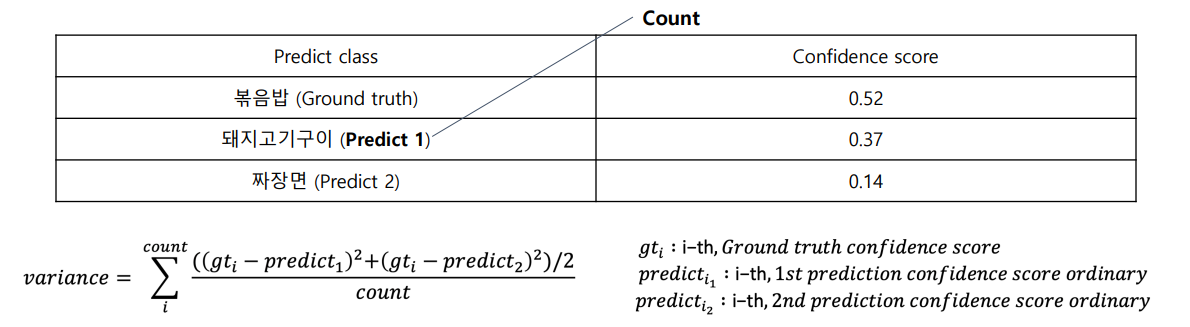 Count
Predict class Confidence score
볶음밥 (Ground truth) 0.52
돼지고기구이 (Predict 1) 0.37
짜장면 (Predict 2) 0.14
variance = ∑_i^count ((gt_i − predict_1)^2+(gt_i − predict_2)^2)/2 / count
gt_i : i-th, Ground truth confidence score
predict_{i_1} : i-th, 1st prediction confidence score ordinary
predict_{i_2} : i-th, 2nd prediction confidence score ordinary